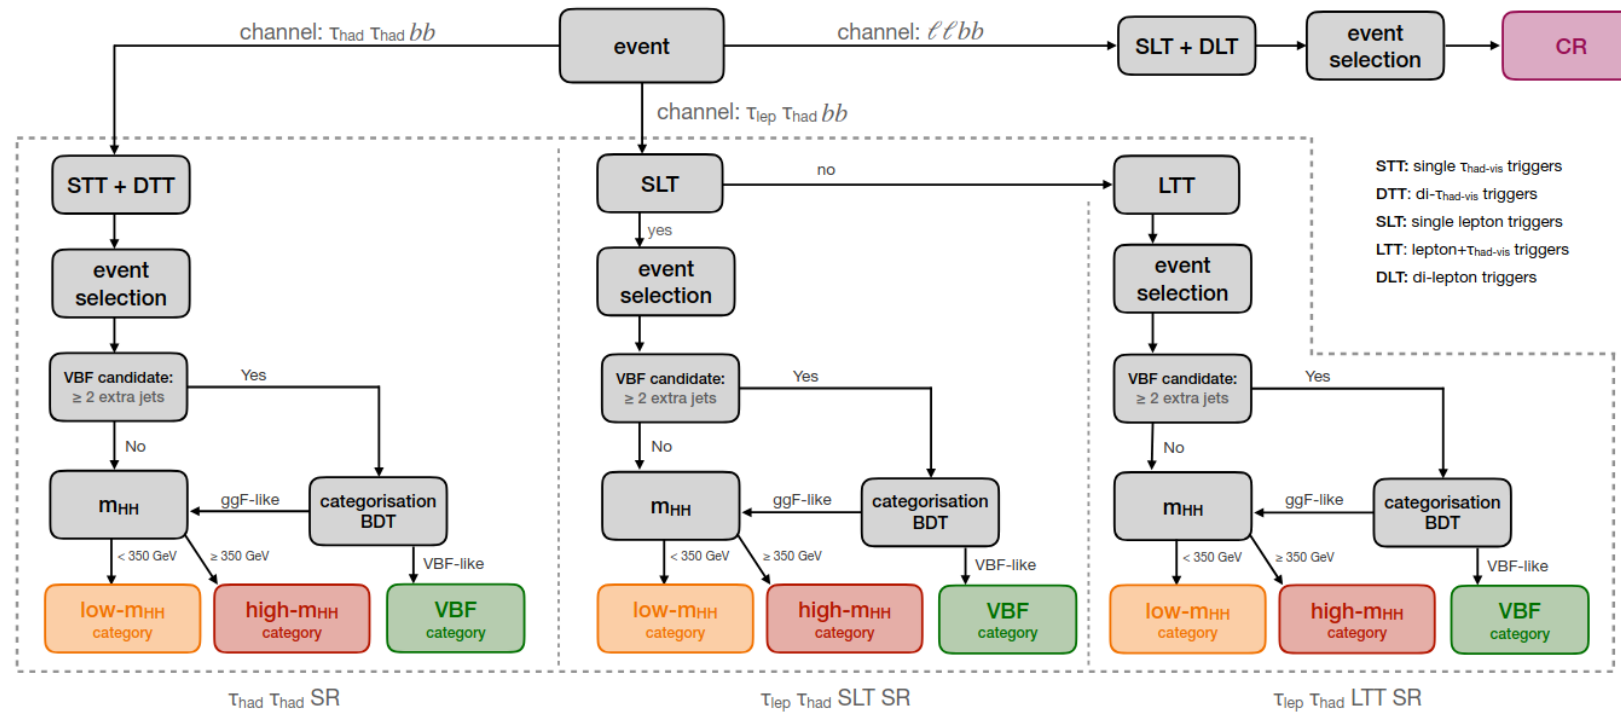 channel: τhad τhad bb
event
channel: ℓℓbb
SLT + DLT
event
selection
CR
channel: τlep τhad bb
STT + DTT
SLT
no
LTT
STT: single τhad-vis triggers
DTT: di-τhad-vis triggers
SLT: single lepton triggers
LTT: lepton+τhad-vis triggers
DLT: di-lepton triggers
yes
event
selection
event
selection
event
selection
VBF candidate:
≥ 2 extra jets
Yes
VBF candidate:
≥ 2 extra jets
Yes
VBF candidate:
≥ 2 extra jets
Yes
No
No
No
mHH
ggF-like
categorisation
BDT
mHH
ggF-like
categorisation
BDT
mHH
ggF-like
categorisation
BDT
< 350 GeV
≥ 350 GeV
VBF-like
< 350 GeV
≥ 350 GeV
VBF-like
< 350 GeV
≥ 350 GeV
VBF-like
low-mHH
category
high-mHH
category
VBF
category
low-mHH
category
high-mHH
category
VBF
category
low-mHH
category
high-mHH
category
VBF
category
τhad τhad SR
τlep τhad SLT SR
τlep τhad LTT SR